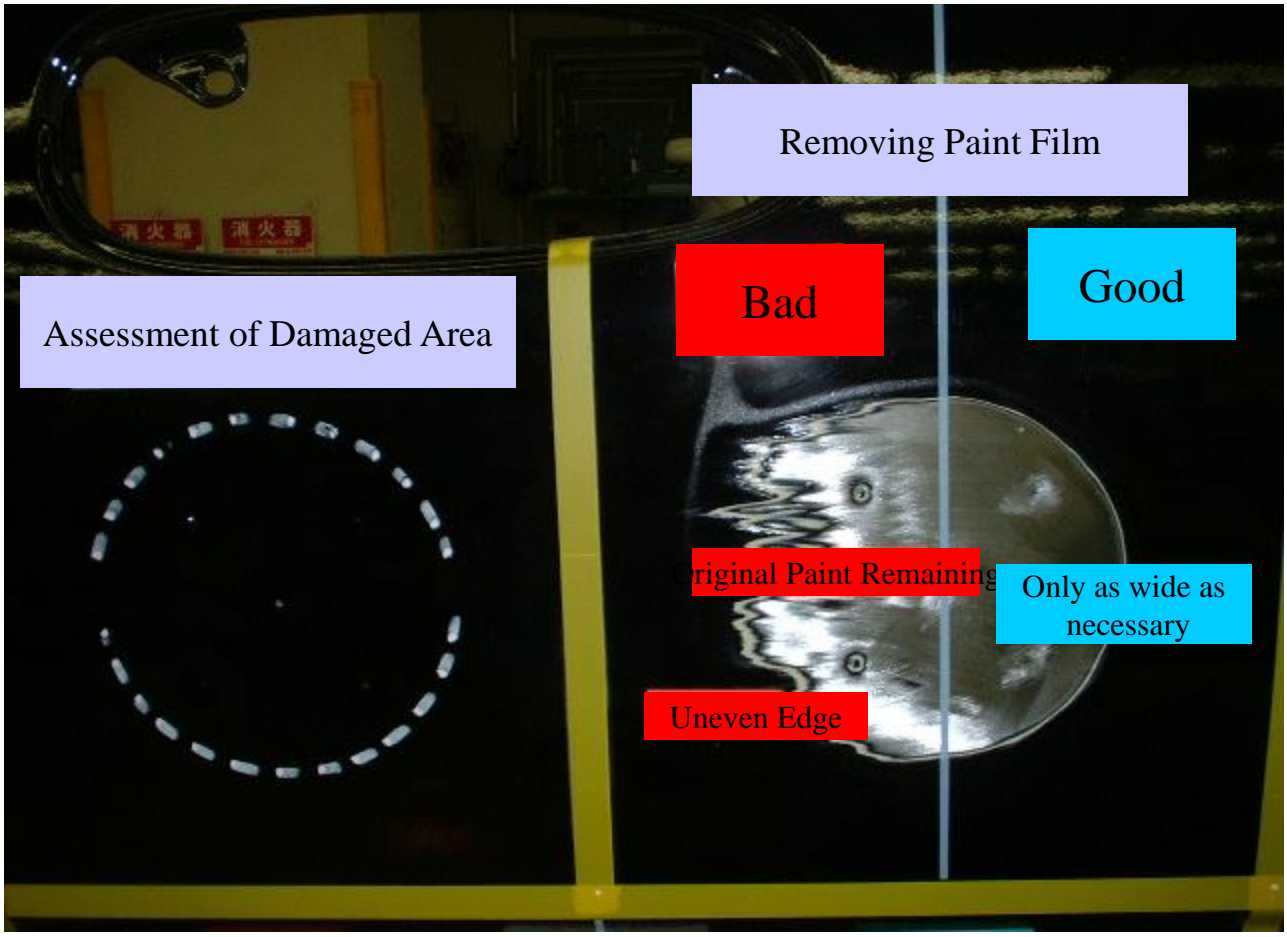 Removing Paint Film
消火器
消火器
Bad
Good
Assessment of Damaged Area
Original Paint Remaining
Only as wide as
necessary
Uneven Edge